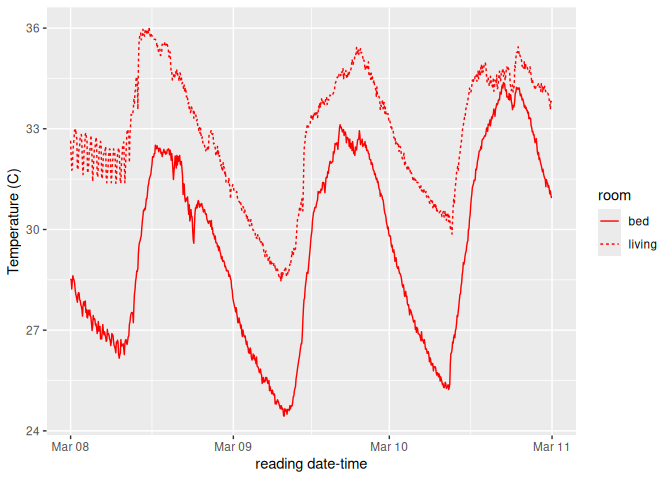 36
33
30
27
24
Temperature (C)
Mar 08
Mar 09
Mar 10
Mar 11
reading date-time
room
bed
living